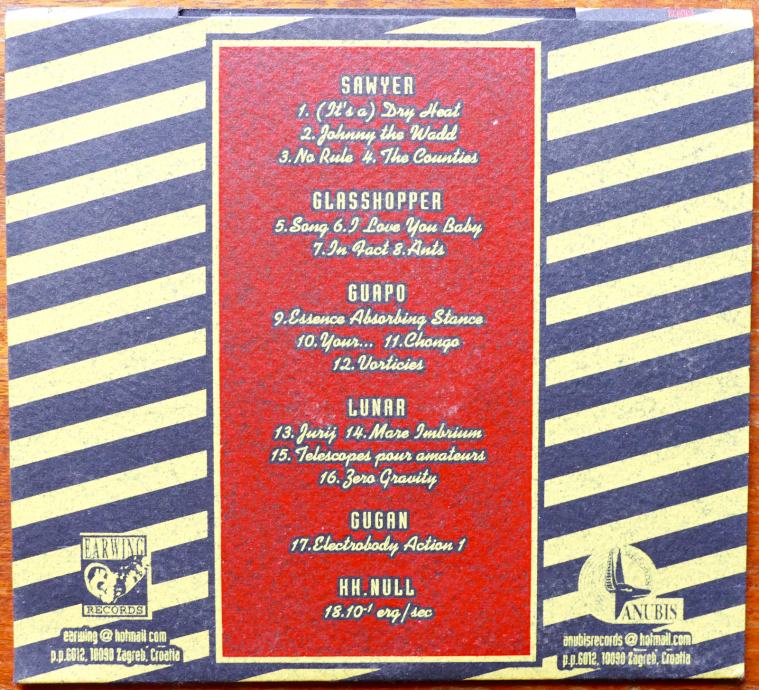 SAWYER
1. (It's a) Dry Heat
2. Johnny the Wadd
3. No Rule 4. The Counties
GLASSHOPPER
5. Song 6. I Love You Baby
7. In Fact 8. Ants
GUAPO
9. Essence Absorbing Stance
10. Your... 11. Chongo
12. Vorticies
LUNAR
13. Jurij 14. Mare Imbrium
15. Telescopes pour amateurs
16. Zero Gravity
GUGAN
17. Electrobody Action 1
KK.NULL
18. 10⁻¹ erg/sec
EARWING
RECORDS
earwing @ hotmail com
p.p.6012, 10090 Zagreb, Croatia
ANUBIS
anubisrecords @ hotmail.com
p.p.6012, 10090 Zagreb, Croatia